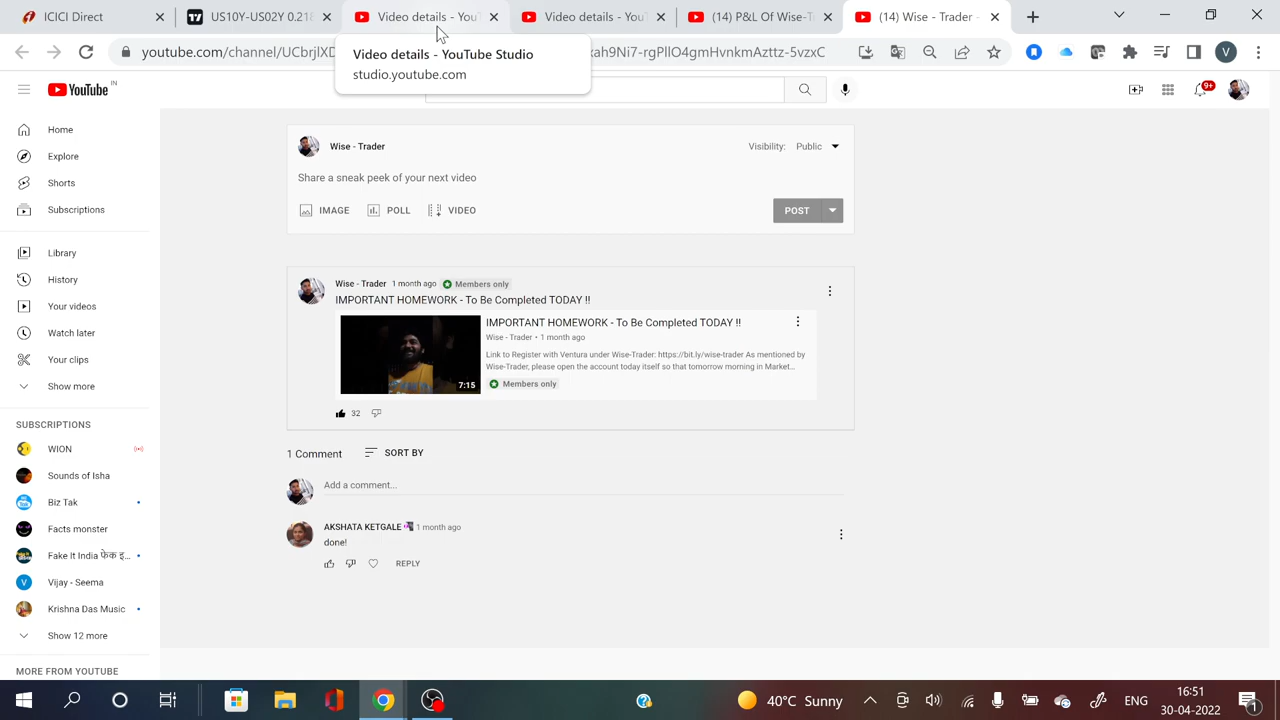 ICICI Direct
US10Y-US02Y 0.218
Video details - YouT
Video details - YouT
(14) P&L Of Wise-T
(14) Wise - Trader -
youtube.com/channel/UCbrjIXD
xah9Ni7-rgPllO4gmHvnkmAzttz-5vzxC
V
Video details - YouTube Studio
studio.youtube.com
YouTube IN
9+
Home
Explore
Shorts
Subscriptions
Library
History
Your videos
Watch later
Your clips
Show more
SUBSCRIPTIONS
WION
Sounds of Isha
Biz Tak
Facts monster
Fake It India फेक इ...
V Vijay - Seema
Krishna Das Music
Show 12 more
MORE FROM YOUTUBE
Wise - Trader
Visibility: Public
Share a sneak peek of your next video
IMAGE POLL VIDEO
POST
Wise - Trader 1 month ago Members only
IMPORTANT HOMEWORK - To Be Completed TODAY !!
7:15
IMPORTANT HOMEWORK - To Be Completed TODAY !!
Wise - Trader • 1 month ago
Link to Register with Ventura under Wise-Trader: https://bit.ly/wise-trader As mentioned by
Wise-Trader, please open the account today itself so that tomorrow morning in Market...
Members only
32
1 Comment SORT BY
Add a comment...
AKSHATA KETGALE 1 month ago
done!
REPLY
40°C Sunny
ENG
16:51
30-04-2022
1